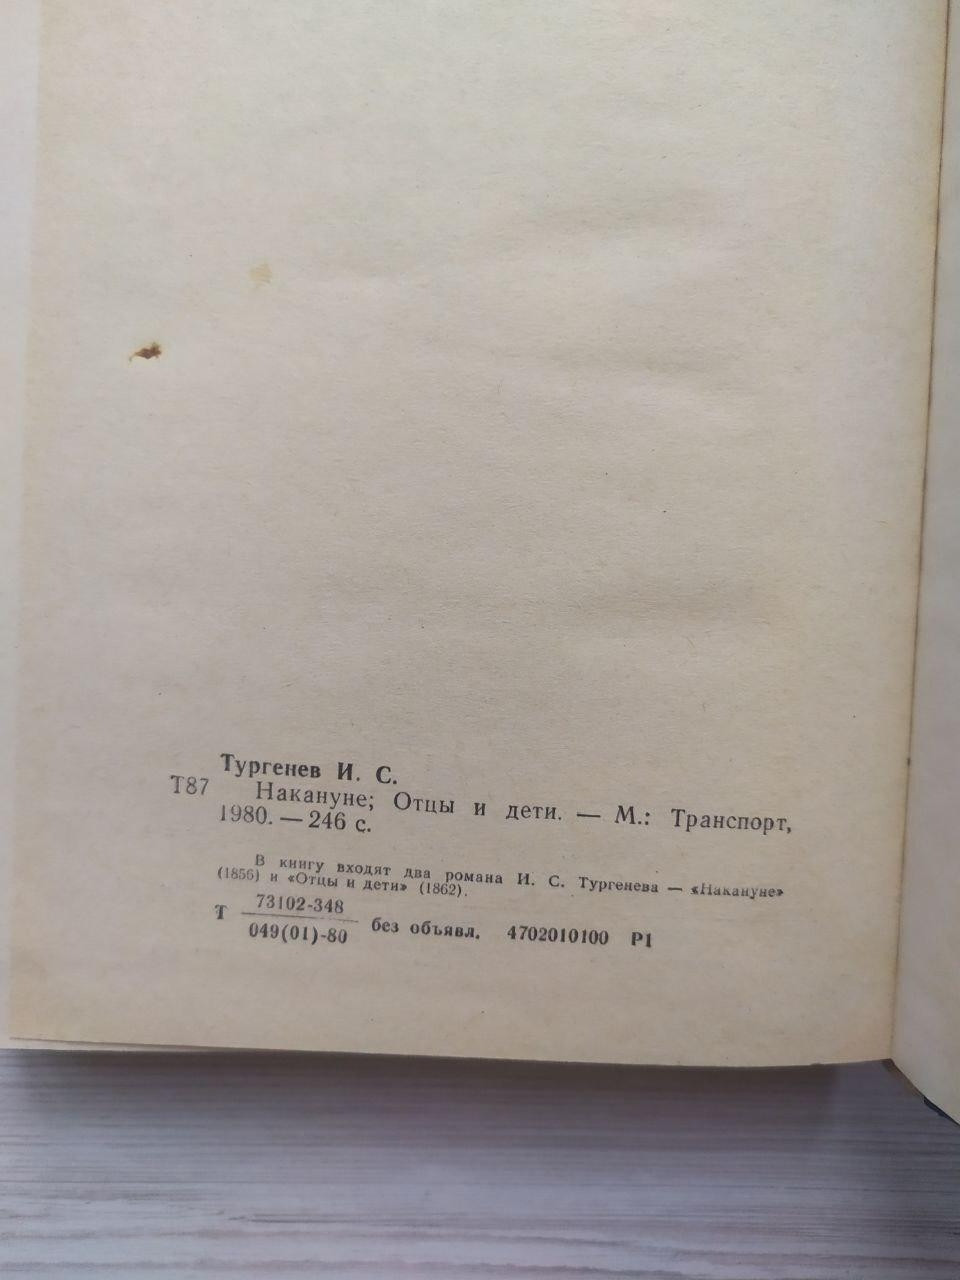 Тургенев И. С.
Т87 Накануне; Отцы и дети. — М.: Транспорт,
1980. — 246 с.
В книгу входят два романа И. С. Тургенева — «Накануне»
(1856) и «Отцы и дети» (1862).
73102-348
Т
049(01)-80
без объявл. 4702010100 Р1